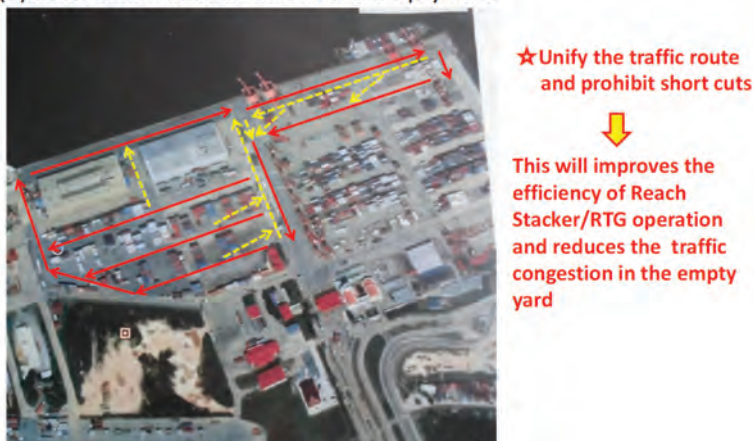 ☆Unify the traffic route
and prohibit short cuts
This will improves the
efficiency of Reach
Stacker/RTG operation
and reduces the traffic
congestion in the empty
yard